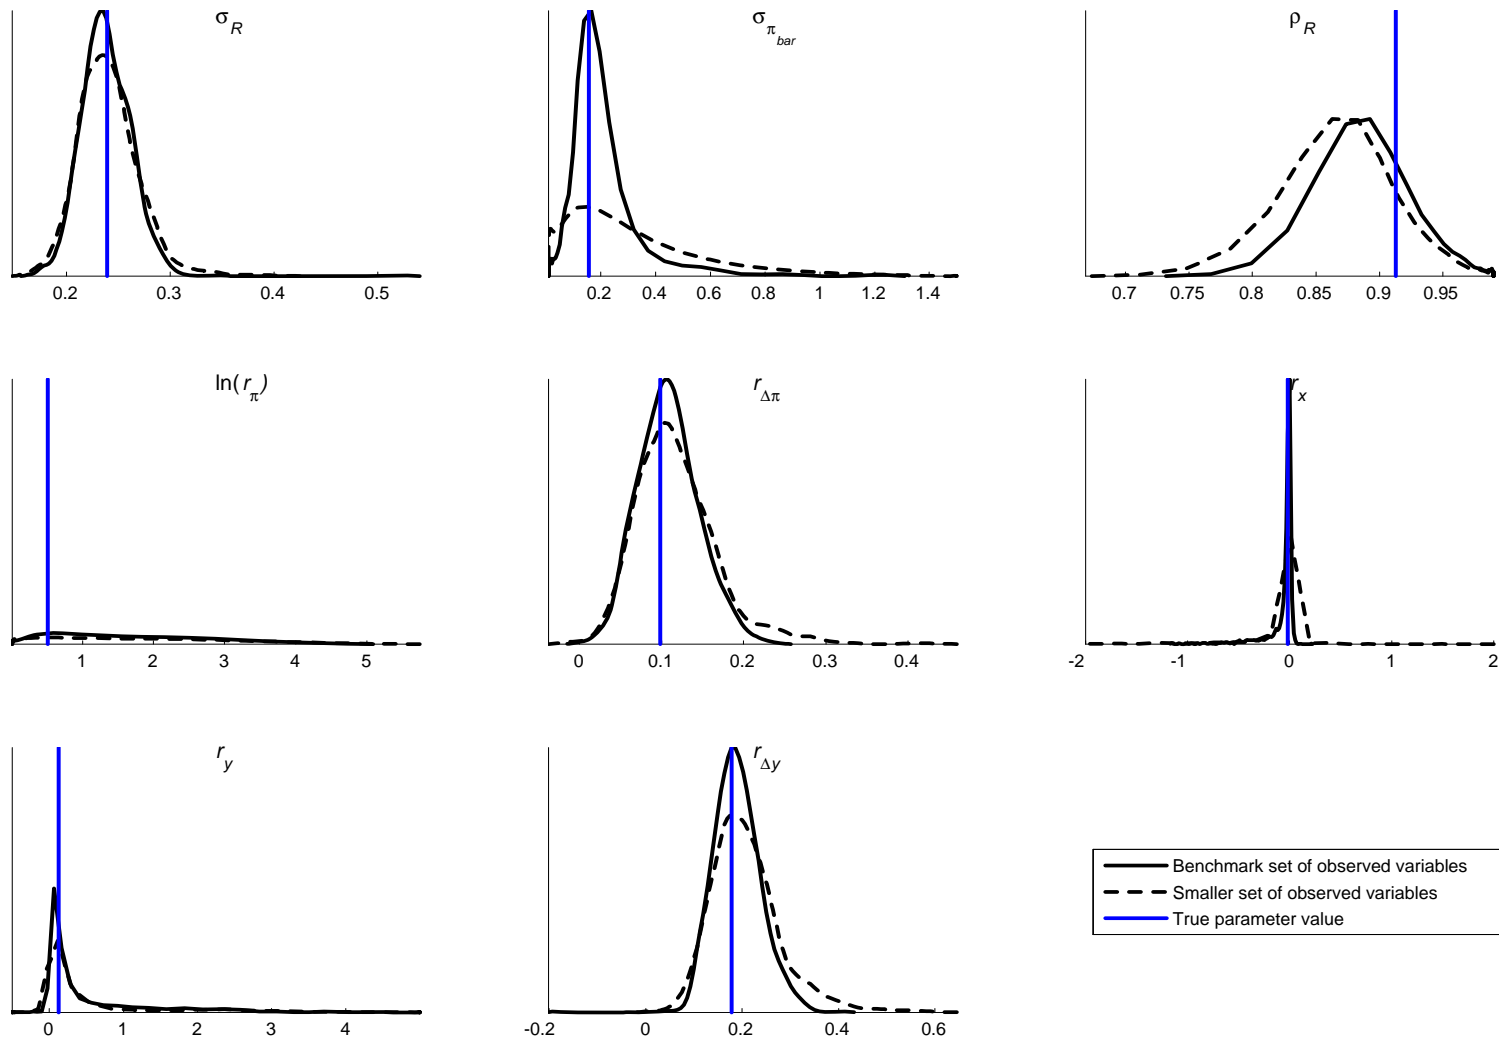 σ_R σ_π_bar ρ_R
0.2 0.3 0.4 0.5 0.2 0.4 0.6 0.8 1 1.2 1.4 0.7 0.75 0.8 0.85 0.9 0.95
ln(r_π) r_Δπ r_x
1 2 3 4 5 0 0.1 0.2 0.3 0.4 -2 -1 0 1 2
r_y r_Δy
Benchmark set of observed variables
Smaller set of observed variables
True parameter value
0 1 2 3 4 -0.2 0 0.2 0.4 0.6